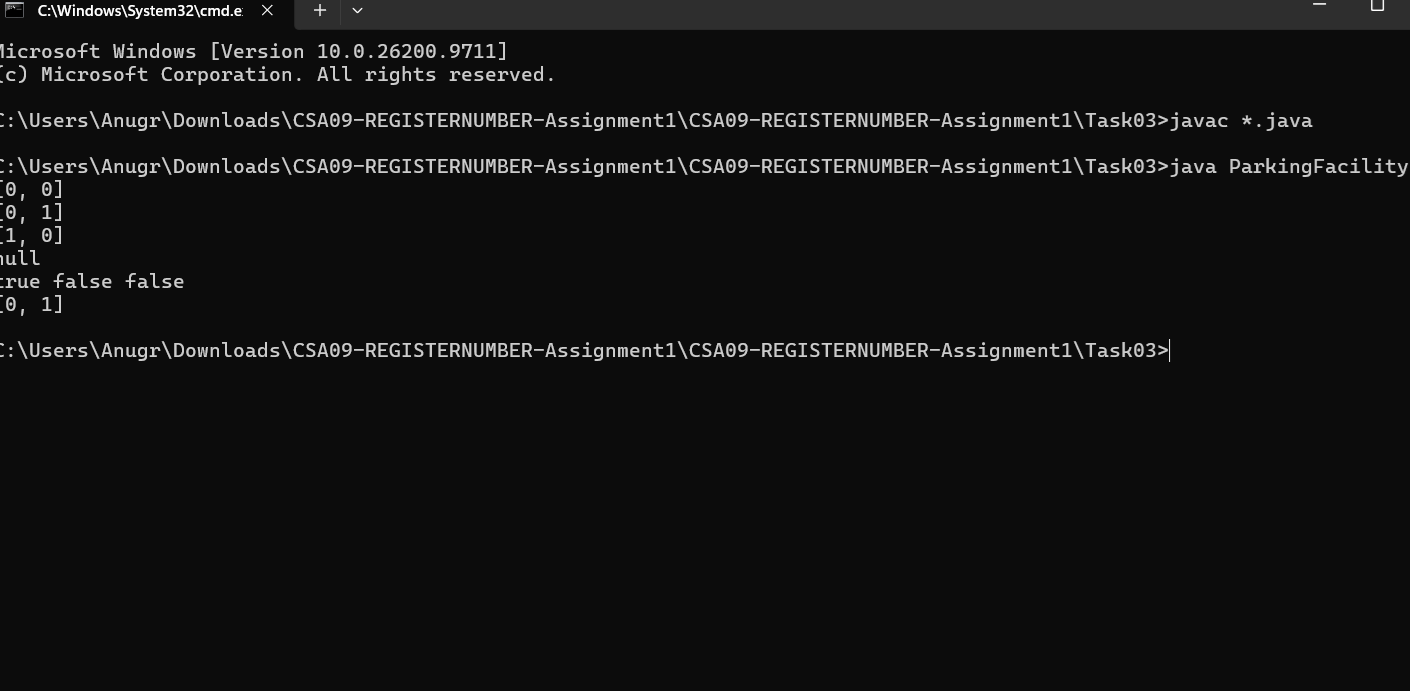 C:\Windows\System32\cmd.e
Microsoft Windows [Version 10.0.26200.9711]
(c) Microsoft Corporation. All rights reserved.
C:\Users\Anugr\Downloads\CSA09-REGISTERNUMBER-Assignment1\CSA09-REGISTERNUMBER-Assignment1\Task03>javac *.java
C:\Users\Anugr\Downloads\CSA09-REGISTERNUMBER-Assignment1\CSA09-REGISTERNUMBER-Assignment1\Task03>java ParkingFacility
[0, 0]
[0, 1]
[1, 0]
null
true false false
[0, 1]
C:\Users\Anugr\Downloads\CSA09-REGISTERNUMBER-Assignment1\CSA09-REGISTERNUMBER-Assignment1\Task03>